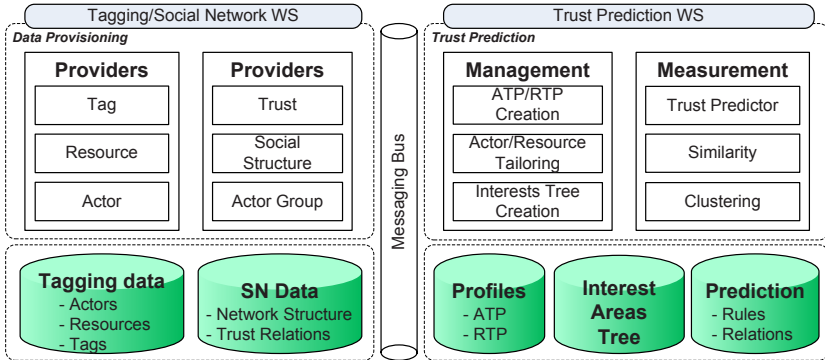 Tagging/Social Network WS
Data Provisioning
Providers
Tag
Resource
Actor
Providers
Trust
Social
Structure
Actor Group
Tagging data
- Actors
- Resources
- Tags
SN Data
- Network Structure
- Trust Relations
Messaging Bus
Trust Prediction WS
Trust Prediction
Management
ATP/RTP
Creation
Actor/Resource
Tailoring
Interests Tree
Creation
Measurement
Trust Predictor
Similarity
Clustering
Profiles
- ATP
- RTP
Interest
Areas
Tree
Prediction
- Rules
- Relations